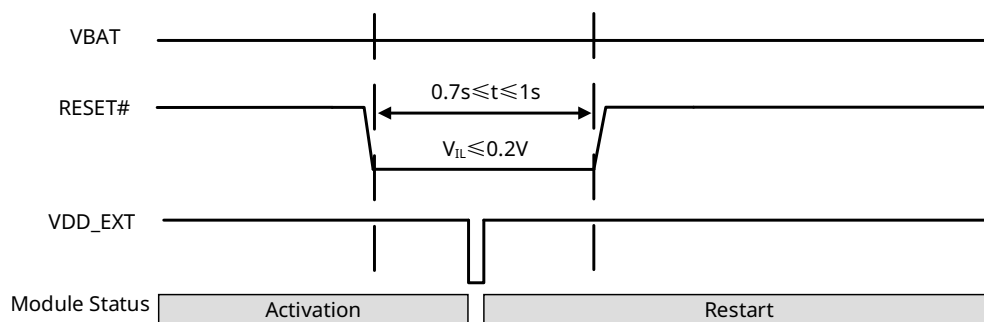 VBAT
0.7s≤t≤1s
RESET#
VIL≤0.2V
VDD_EXT
Module Status
Activation
Restart